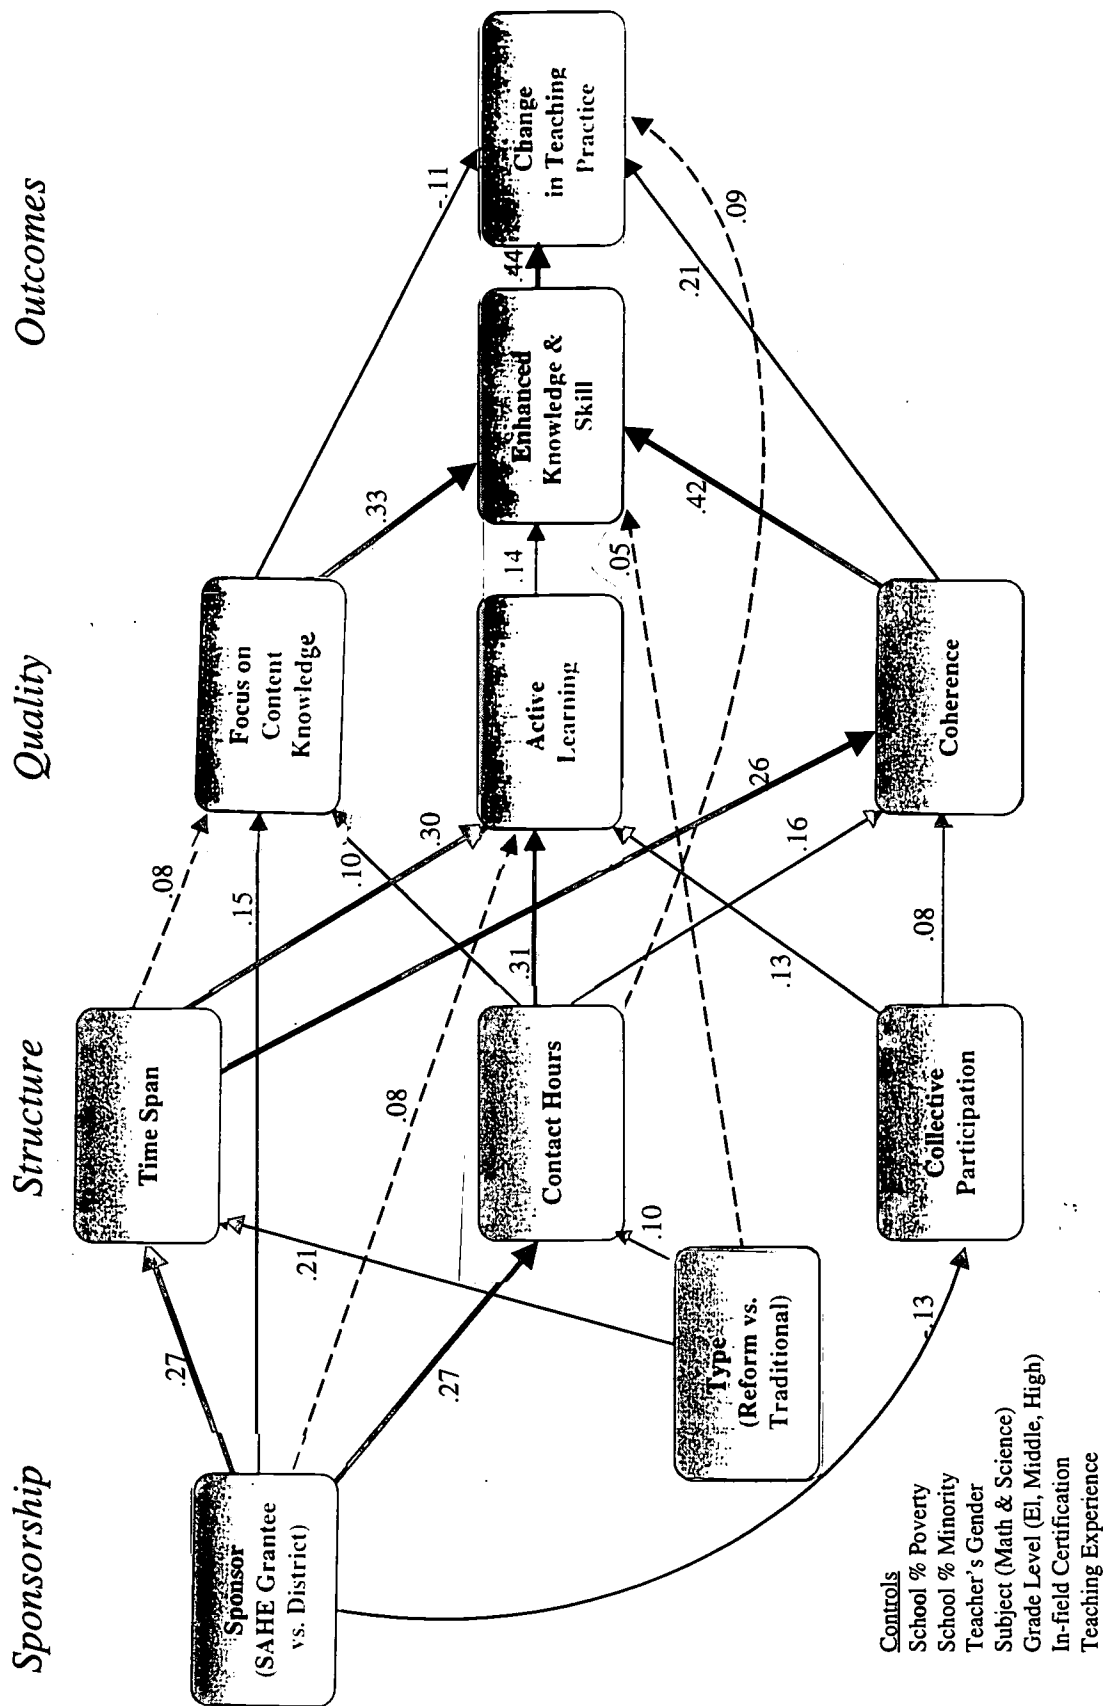 Sponsorship
Structure
Quality
Outcomes
Sponsor
(SAHE Grantee
vs. District)
Type
(Reform vs.
Traditional)
Time Span
Contact Hours
Collective
Participation
Focus on
Content
Knowledge
Active
Learning
Coherence
Enhanced
Knowledge &
Skill
Change
in Teaching
Practice
.27
.15
.08
.27
-.13
.21
.10
.08
.30
.26
.10
.31
.16
.13
.08
.05
.09
.33
-.11
.14
.42
.21
.44
Controls
School % Poverty
School % Minority
Teacher's Gender
Subject (Math & Science)
Grade Level (El, Middle, High)
In-field Certification
Teaching Experience